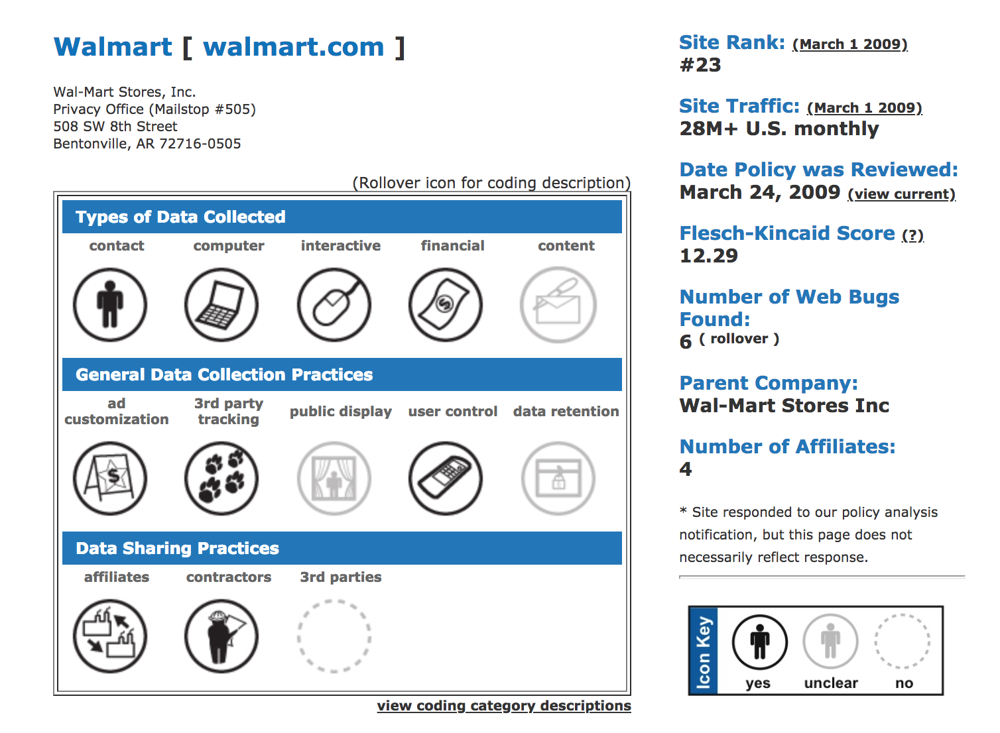 Walmart [ walmart.com ]
Wal-Mart Stores, Inc.
Privacy Office (Mailstop #505)
508 SW 8th Street
Bentonville, AR 72716-0505
(Rollover icon for coding description)
Types of Data Collected
contact computer interactive financial content
$
General Data Collection Practices
ad customization 3rd party tracking public display user control data retention
$
Data Sharing Practices
affiliates contractors 3rd parties
view coding category descriptions
Site Rank: (March 1 2009)
#23
Site Traffic: (March 1 2009)
28M+ U.S. monthly
Date Policy was Reviewed:
March 24, 2009 (view current)
Flesch-Kincaid Score (?)
12.29
Number of Web Bugs
Found:
6 ( rollover )
Parent Company:
Wal-Mart Stores Inc
Number of Affiliates:
4
* Site responded to our policy analysis
notification, but this page does not
necessarily reflect response.
Icon Key
yes unclear no